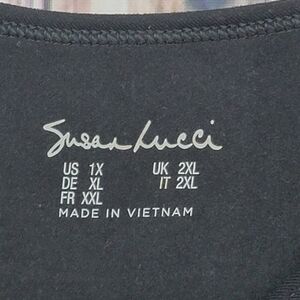 Susan Lucci
US 1X UK 2XL
DE XL IT 2XL
FR XXL
MADE IN VIETNAM